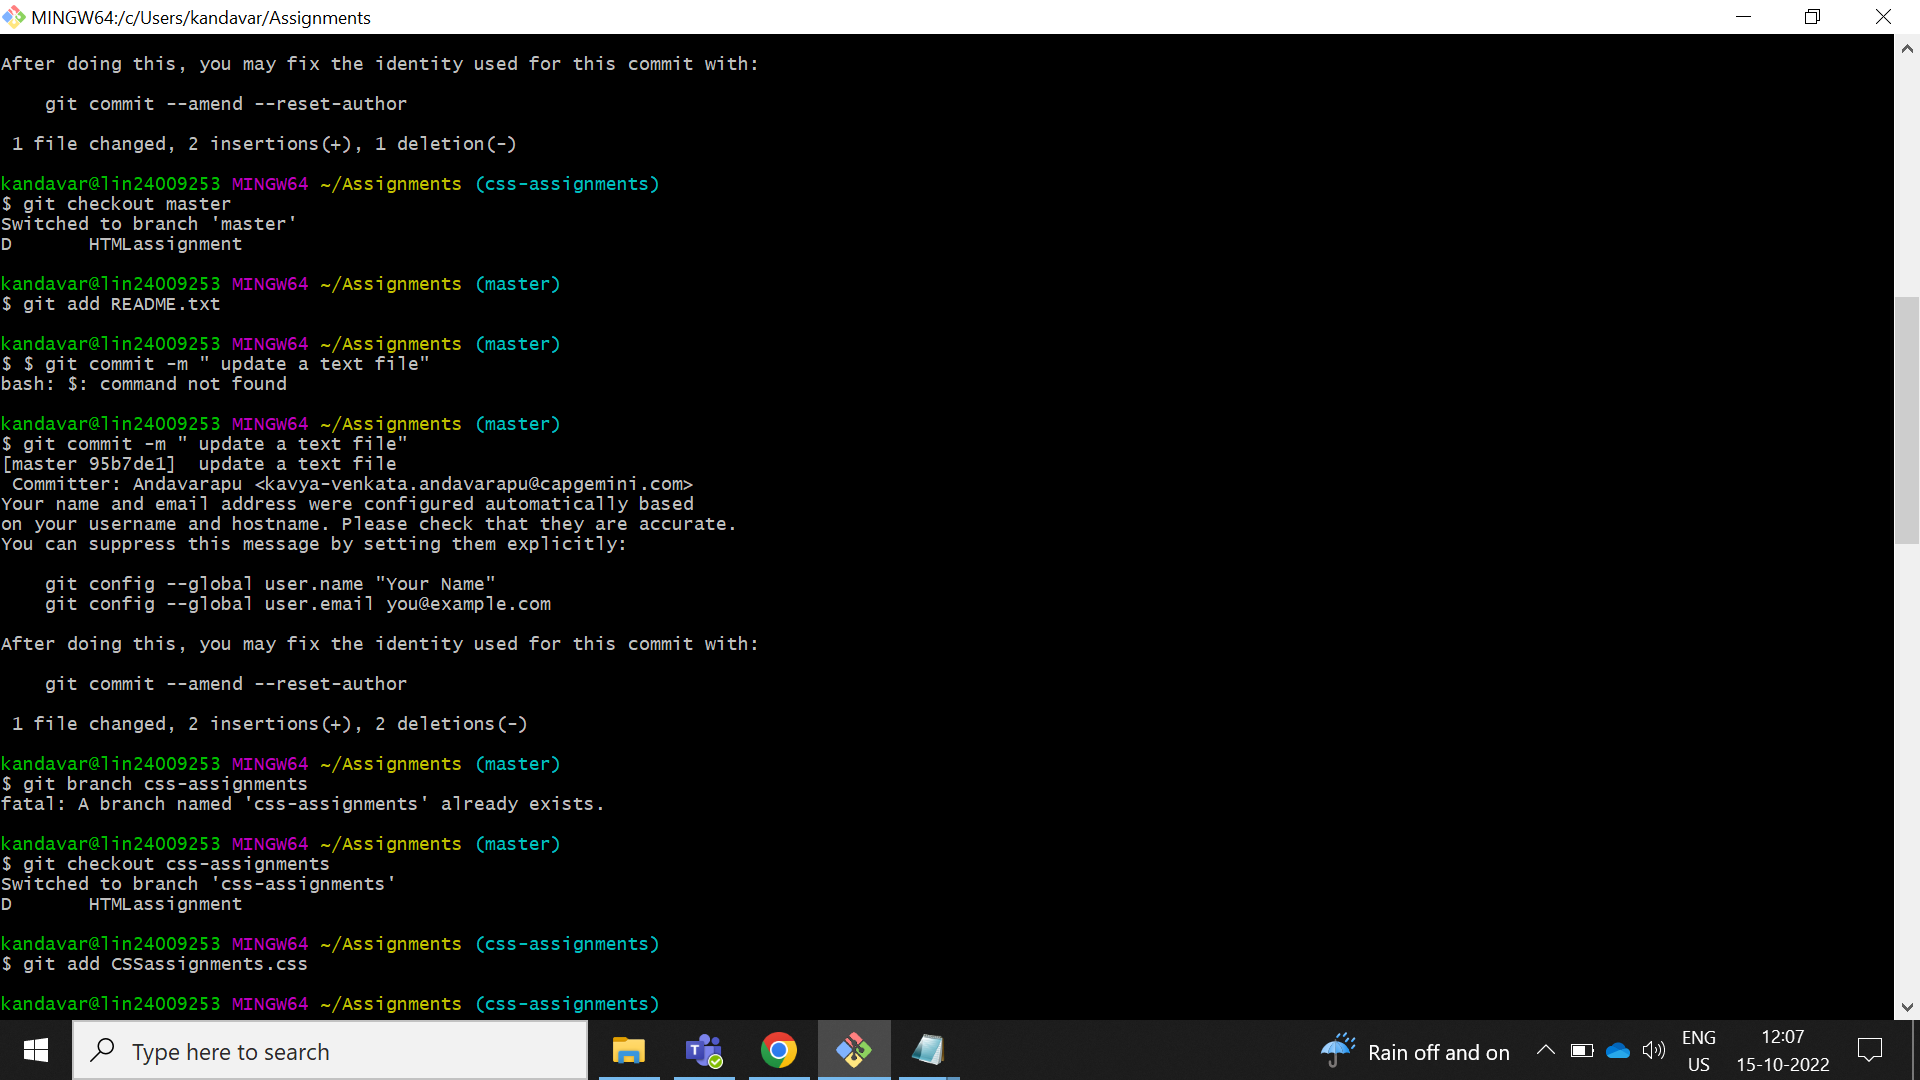 MINGW64:/c/Users/kandavar/Assignments
After doing this, you may fix the identity used for this commit with:
git commit --amend --reset-author
1 file changed, 2 insertions(+), 1 deletion(-)
kandavar@lin24009253 MINGW64 ~/Assignments (css-assignments)
$ git checkout master
Switched to branch 'master'
D       HTMLassignment
kandavar@lin24009253 MINGW64 ~/Assignments (master)
$ git add README.txt
kandavar@lin24009253 MINGW64 ~/Assignments (master)
$ $ git commit -m " update a text file"
bash: $: command not found
kandavar@lin24009253 MINGW64 ~/Assignments (master)
$ git commit -m " update a text file"
[master 95b7de1]  update a text file
Committer: Andavarapu <kavya-venkata.andavarapu@capgemini.com>
Your name and email address were configured automatically based
on your username and hostname. Please check that they are accurate.
You can suppress this message by setting them explicitly:
git config --global user.name "Your Name"
git config --global user.email you@example.com
After doing this, you may fix the identity used for this commit with:
git commit --amend --reset-author
1 file changed, 2 insertions(+), 2 deletions(-)
kandavar@lin24009253 MINGW64 ~/Assignments (master)
$ git branch css-assignments
fatal: A branch named 'css-assignments' already exists.
kandavar@lin24009253 MINGW64 ~/Assignments (master)
$ git checkout css-assignments
Switched to branch 'css-assignments'
D       HTMLassignment
kandavar@lin24009253 MINGW64 ~/Assignments (css-assignments)
$ git add CSSassignments.css
kandavar@lin24009253 MINGW64 ~/Assignments (css-assignments)
Type here to search
Rain off and on
ENG
US
12:07
15-10-2022